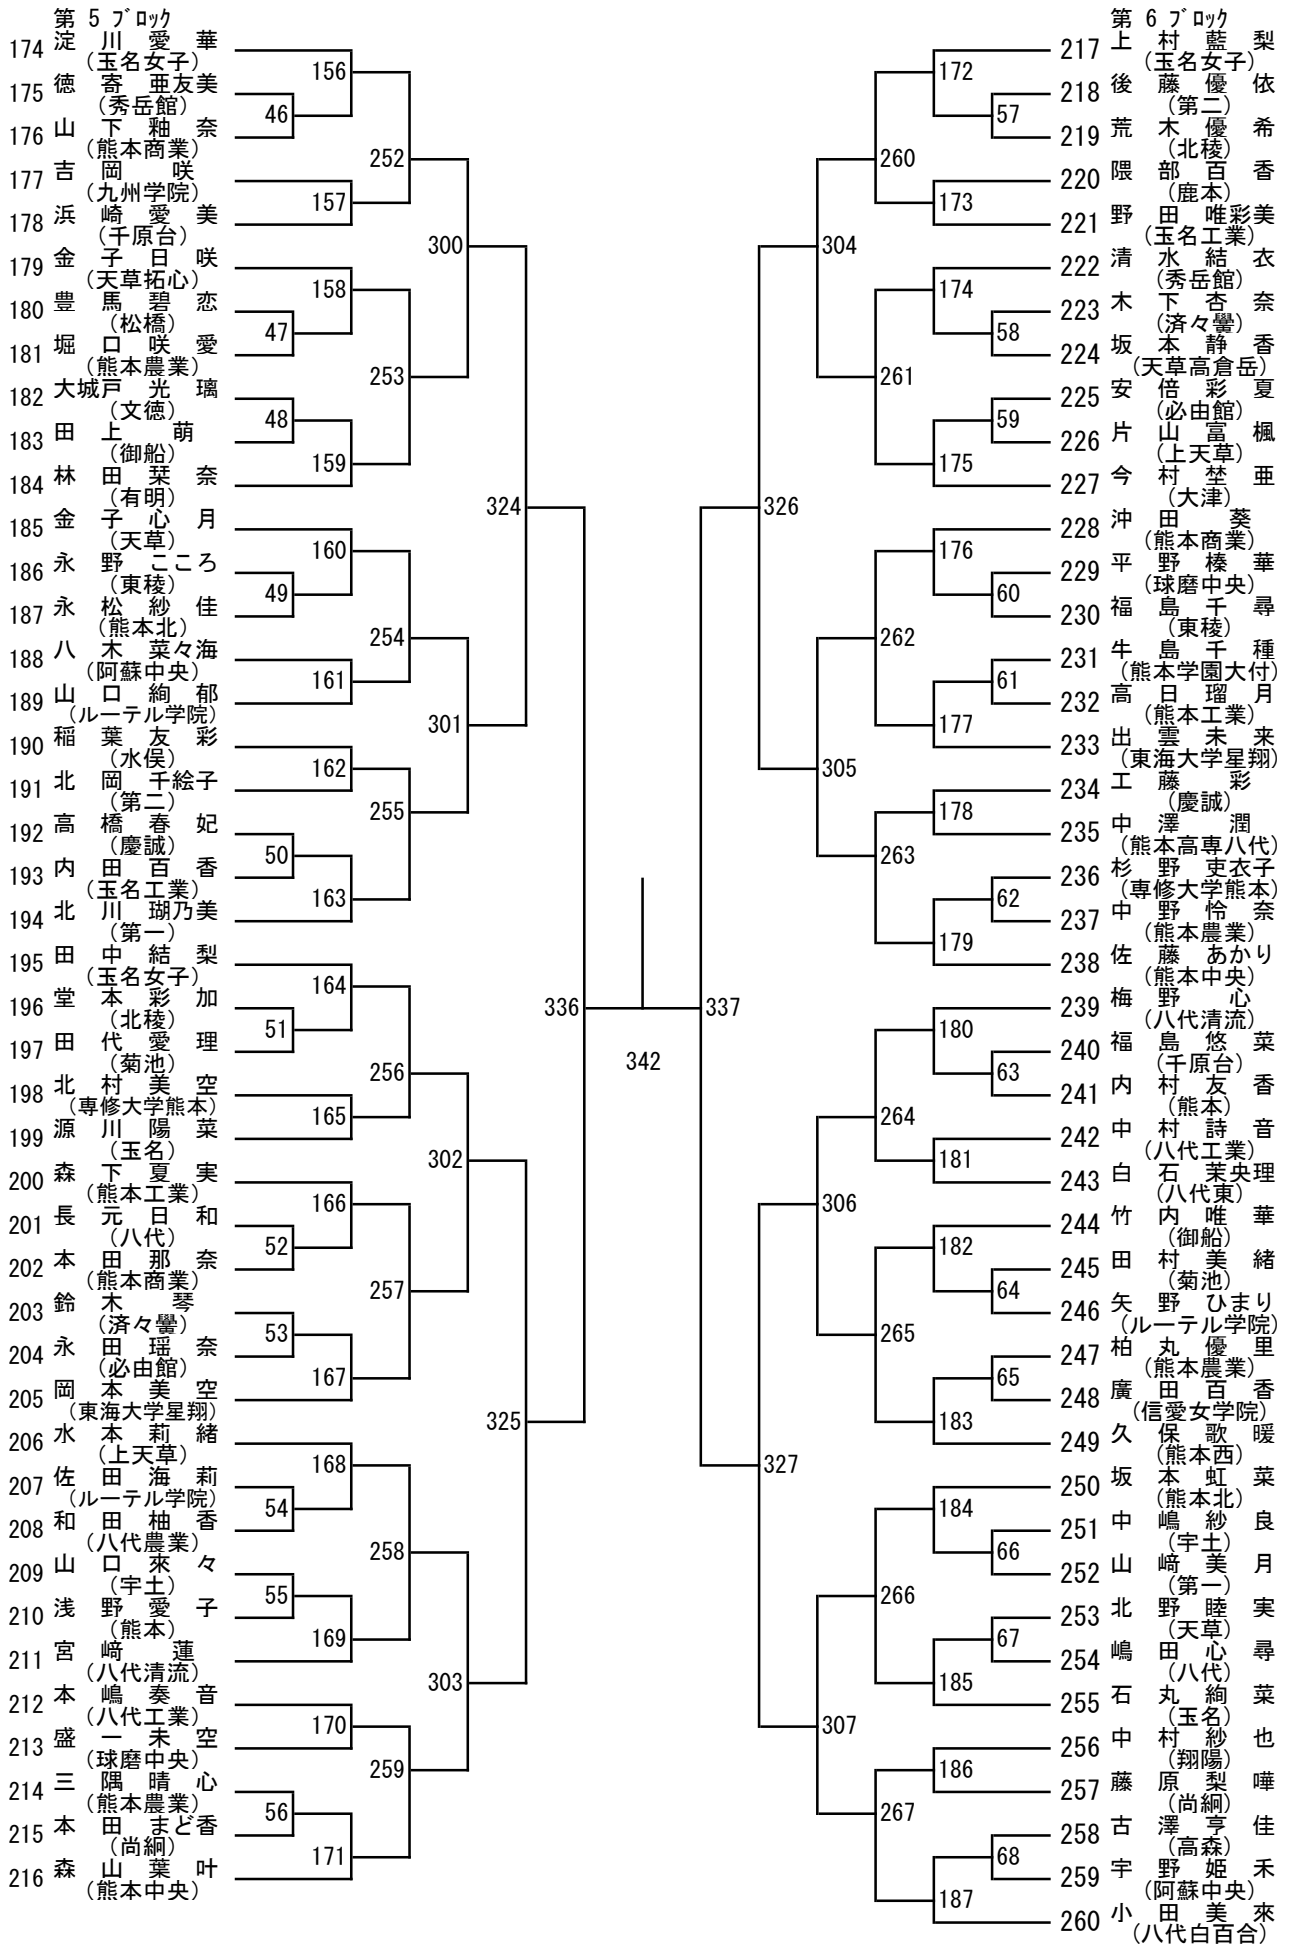 第 5 ブロック
174 淀 川 愛 華
(玉名女子)
175 徳 寄 亜友美
(秀岳館)
176 山 下 釉 奈
(熊本商業)
177 吉 岡 咲
(九州学院)
178 浜 崎 愛 美
(千原台)
179 金 子 日 咲
(天草拓心)
180 豊 馬 碧 恋
(松橋)
181 堀 口 咲 愛
(熊本農業)
182 大城戸 光 璃
(文徳)
183 田 上 萌
(御船)
184 林 田 栞 奈
(有明)
185 金 子 心 月
(天草)
186 永 野 こころ
(東稜)
187 永 松 紗 佳
(熊本北)
188 八 木 菜々海
(阿蘇中央)
189 山 口 絢 郁
(ルーテル学院)
190 稲 葉 友 彩
(水俣)
191 北 岡 千絵子
(第二)
192 高 橋 春 妃
(慶誠)
193 内 田 百 香
(玉名工業)
194 北 川 瑚乃美
(第一)
195 田 中 結 梨
(玉名女子)
196 堂 本 彩 加
(北稜)
197 田 代 愛 理
(菊池)
198 北 村 美 空
(専修大学熊本)
199 源 川 陽 菜
(玉名)
200 森 下 夏 実
(熊本工業)
201 長 元 日 和
(八代)
202 本 田 那 奈
(熊本商業)
203 鈴 木 琴
(済々黌)
204 永 田 瑶 奈
(必由館)
205 岡 本 美 空
(東海大学星翔)
206 水 本 莉 緒
(上天草)
207 佐 田 海 莉
(ルーテル学院)
208 和 田 柚 香
(八代農業)
209 山 口 來 々
(宇土)
210 浅 野 愛 子
(熊本)
211 宮 﨑 蓮
(八代清流)
212 本 嶋 奏 音
(八代工業)
213 盛 一 未 空
(球磨中央)
214 三 隅 晴 心
(熊本農業)
215 本 田 まど香
(尚絅)
216 森 山 葉 叶
(熊本中央)
46
47
48
49
50
51
52
53
54
55
56
156
157
158
159
160
161
162
163
164
165
166
167
168
169
170
171
252
253
254
255
256
257
258
259
300
301
302
303
324
325
336
342
337
326
327
304
305
306
307
260
261
262
263
264
265
266
267
172
173
174
175
176
177
178
179
180
181
182
183
184
185
186
187
57
58
59
60
61
62
63
64
65
66
67
68
第 6 ブロック
217 上 村 藍 梨
(玉名女子)
218 後 藤 優 依
(第二)
219 荒 木 優 希
(北稜)
220 隈 部 百 香
(鹿本)
221 野 田 唯彩美
(玉名工業)
222 清 水 結 衣
(秀岳館)
223 木 下 杏 奈
(済々黌)
224 坂 本 静 香
(天草高倉岳)
225 安 倍 彩 夏
(必由館)
226 片 山 富 楓
(上天草)
227 今 村 埜 亜
(大津)
228 沖 田 葵
(熊本商業)
229 平 野 榛 華
(球磨中央)
230 福 島 千 尋
(東稜)
231 牛 島 千 種
(熊本学園大付)
232 高 日 瑠 月
(熊本工業)
233 出 雲 未 来
(東海大学星翔)
234 工 藤 彩
(慶誠)
235 中 澤 潤
(熊本高専八代)
236 杉 野 吏衣子
(専修大学熊本)
237 中 野 怜 奈
(熊本農業)
238 佐 藤 あかり
(熊本中央)
239 梅 野 心
(八代清流)
240 福 島 悠 菜
(千原台)
241 内 村 友 香
(熊本)
242 中 村 詩 音
(八代工業)
243 白 石 茉央理
(八代東)
244 竹 内 唯 華
(御船)
245 田 村 美 緒
(菊池)
246 矢 野 ひまり
(ルーテル学院)
247 柏 丸 優 里
(熊本農業)
248 廣 田 百 香
(信愛女学院)
249 久 保 歌 暖
(熊本西)
250 坂 本 虹 菜
(熊本北)
251 中 嶋 紗 良
(宇土)
252 山 﨑 美 月
(第一)
253 北 野 睦 実
(天草)
254 嶋 田 心 尋
(八代)
255 石 丸 絢 菜
(玉名)
256 中 村 紗 也
(翔陽)
257 藤 原 梨 嘩
(尚絅)
258 古 澤 亨 佳
(高森)
259 宇 野 姫 禾
(阿蘇中央)
260 小 田 美 來
(八代白百合)